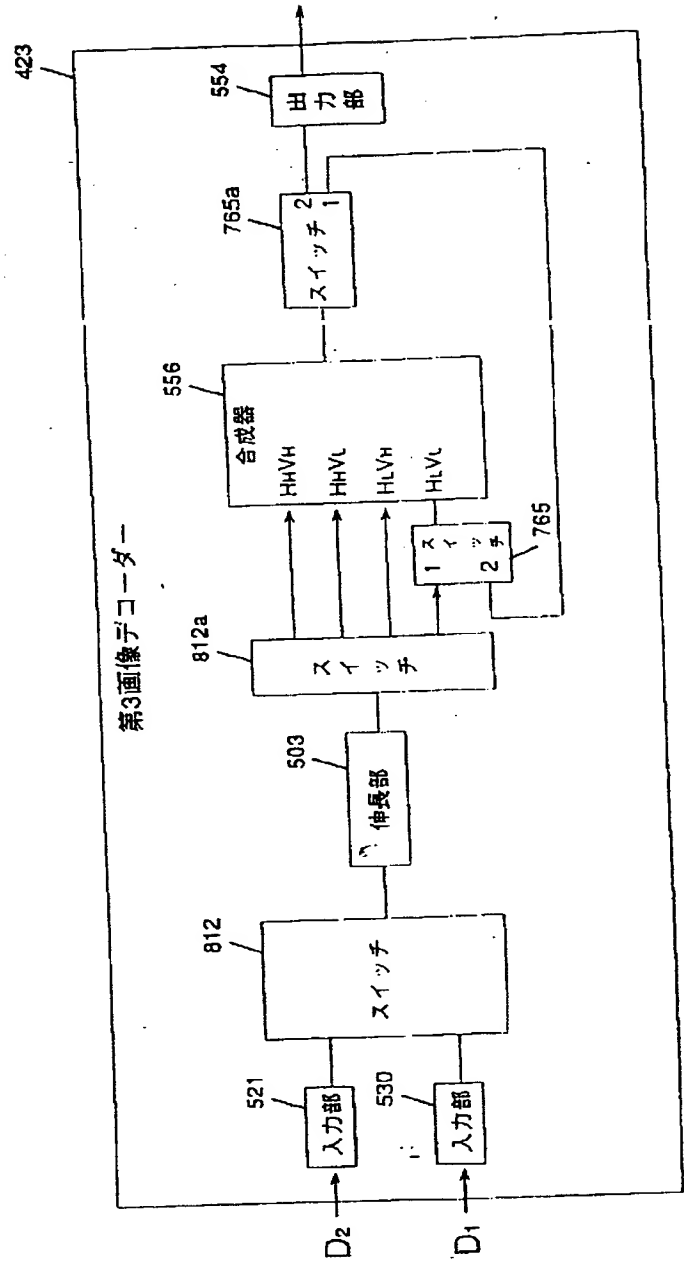 423
第3画像デコーダー
D2
D1
521
入力部
530
入力部
812
スイッチ
503
伸長部
812a
スイッチ
556
合成器
HHVH
HHVL
HLVH
HLVL
765
スイッチ
1
2
765a
スイッチ
2
1
554
出力部